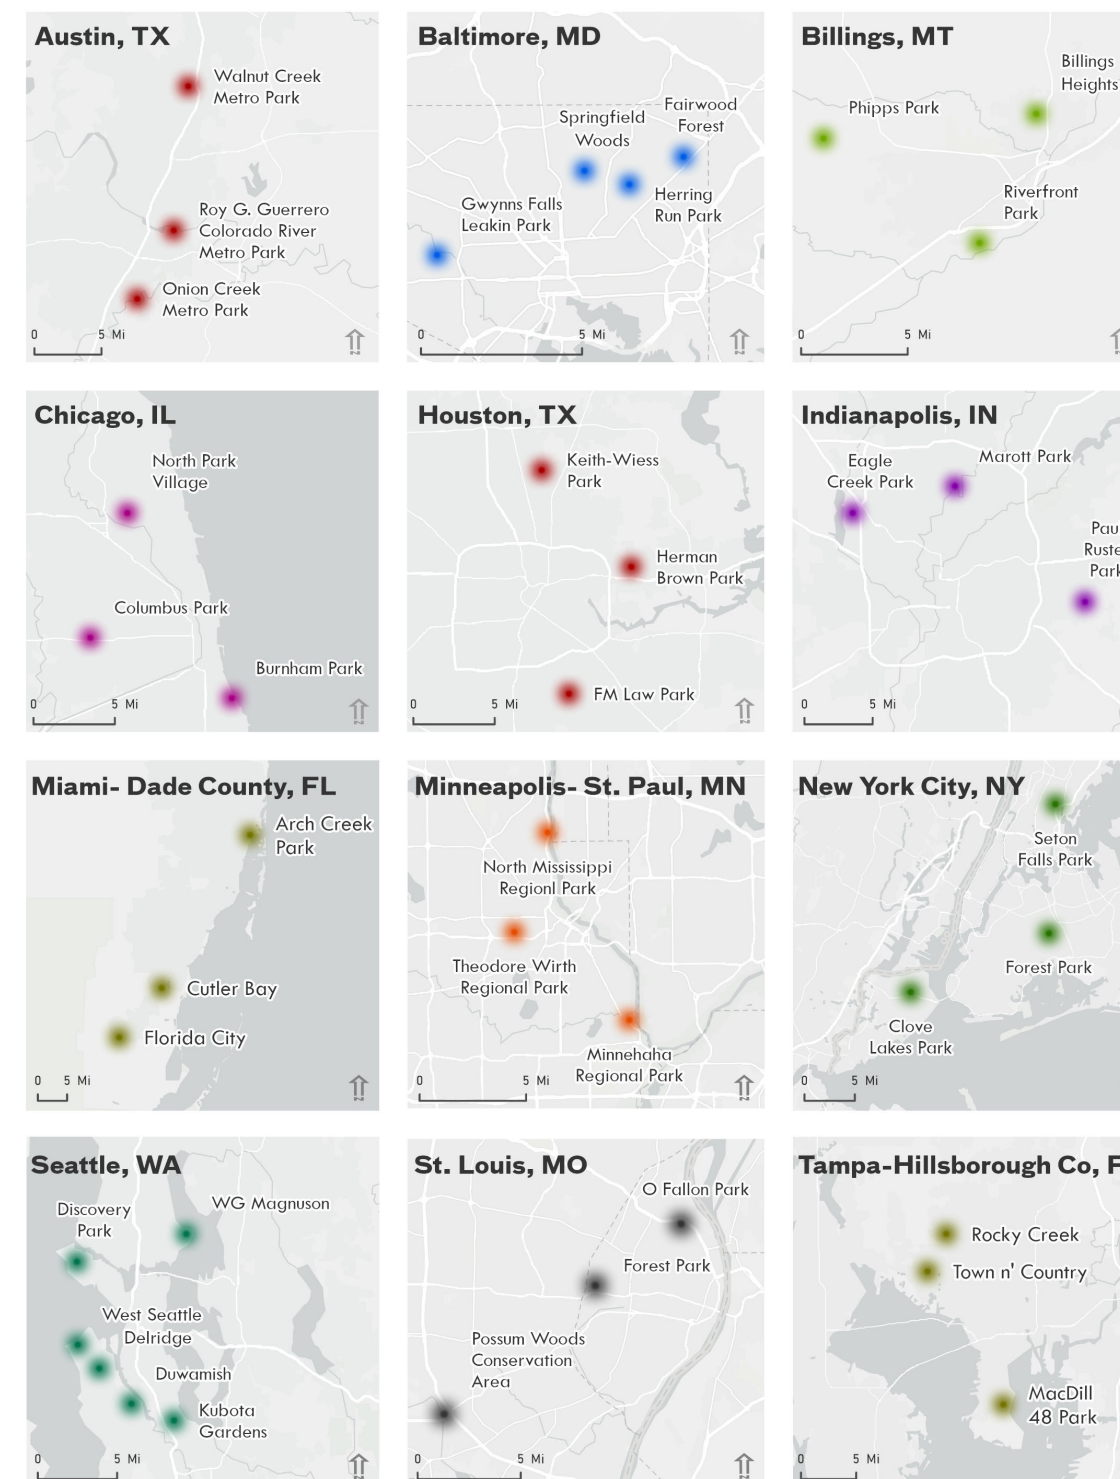 Austin, TX
Walnut Creek
Metro Park
Roy G. Guerrero
Colorado River
Metro Park
Onion Creek
Metro Park
0 5 Mi
Baltimore, MD
Fairwood
Forest
Springfield
Woods
Herring
Run Park
Gwynns Falls
Leakin Park
0 5 Mi
Billings, MT
Billings
Heights
Phipps Park
Riverfront
Park
0 5 Mi
Chicago, IL
North Park
Village
Columbus Park
Burnham Park
0 5 Mi
Houston, TX
Keith-Wiess
Park
Herman
Brown Park
FM Law Park
0 5 Mi
Indianapolis, IN
Marott Park
Eagle
Creek Park
Pau
Ruste
Park
0 5 Mi
Miami- Dade County, FL
Arch Creek
Park
Cutler Bay
Florida City
0 5 Mi
Minneapolis- St. Paul, MN
North Mississippi
Regionl Park
Theodore Wirth
Regional Park
Minnehaha
Regional Park
0 5 Mi
New York City, NY
Seton
Falls Park
Forest Park
Clove
Lakes Park
0 5 Mi
Seattle, WA
WG Magnuson
Discovery
Park
West Seattle
Delridge
Duwamish
Kubota
Gardens
0 5 Mi
St. Louis, MO
O Fallon Park
Forest Park
Possum Woods
Conservation
Area
0 5 Mi
Tampa-Hillsborough Co, F
Rocky Creek
Town n' Country
MacDill
48 Park
0 5 Mi